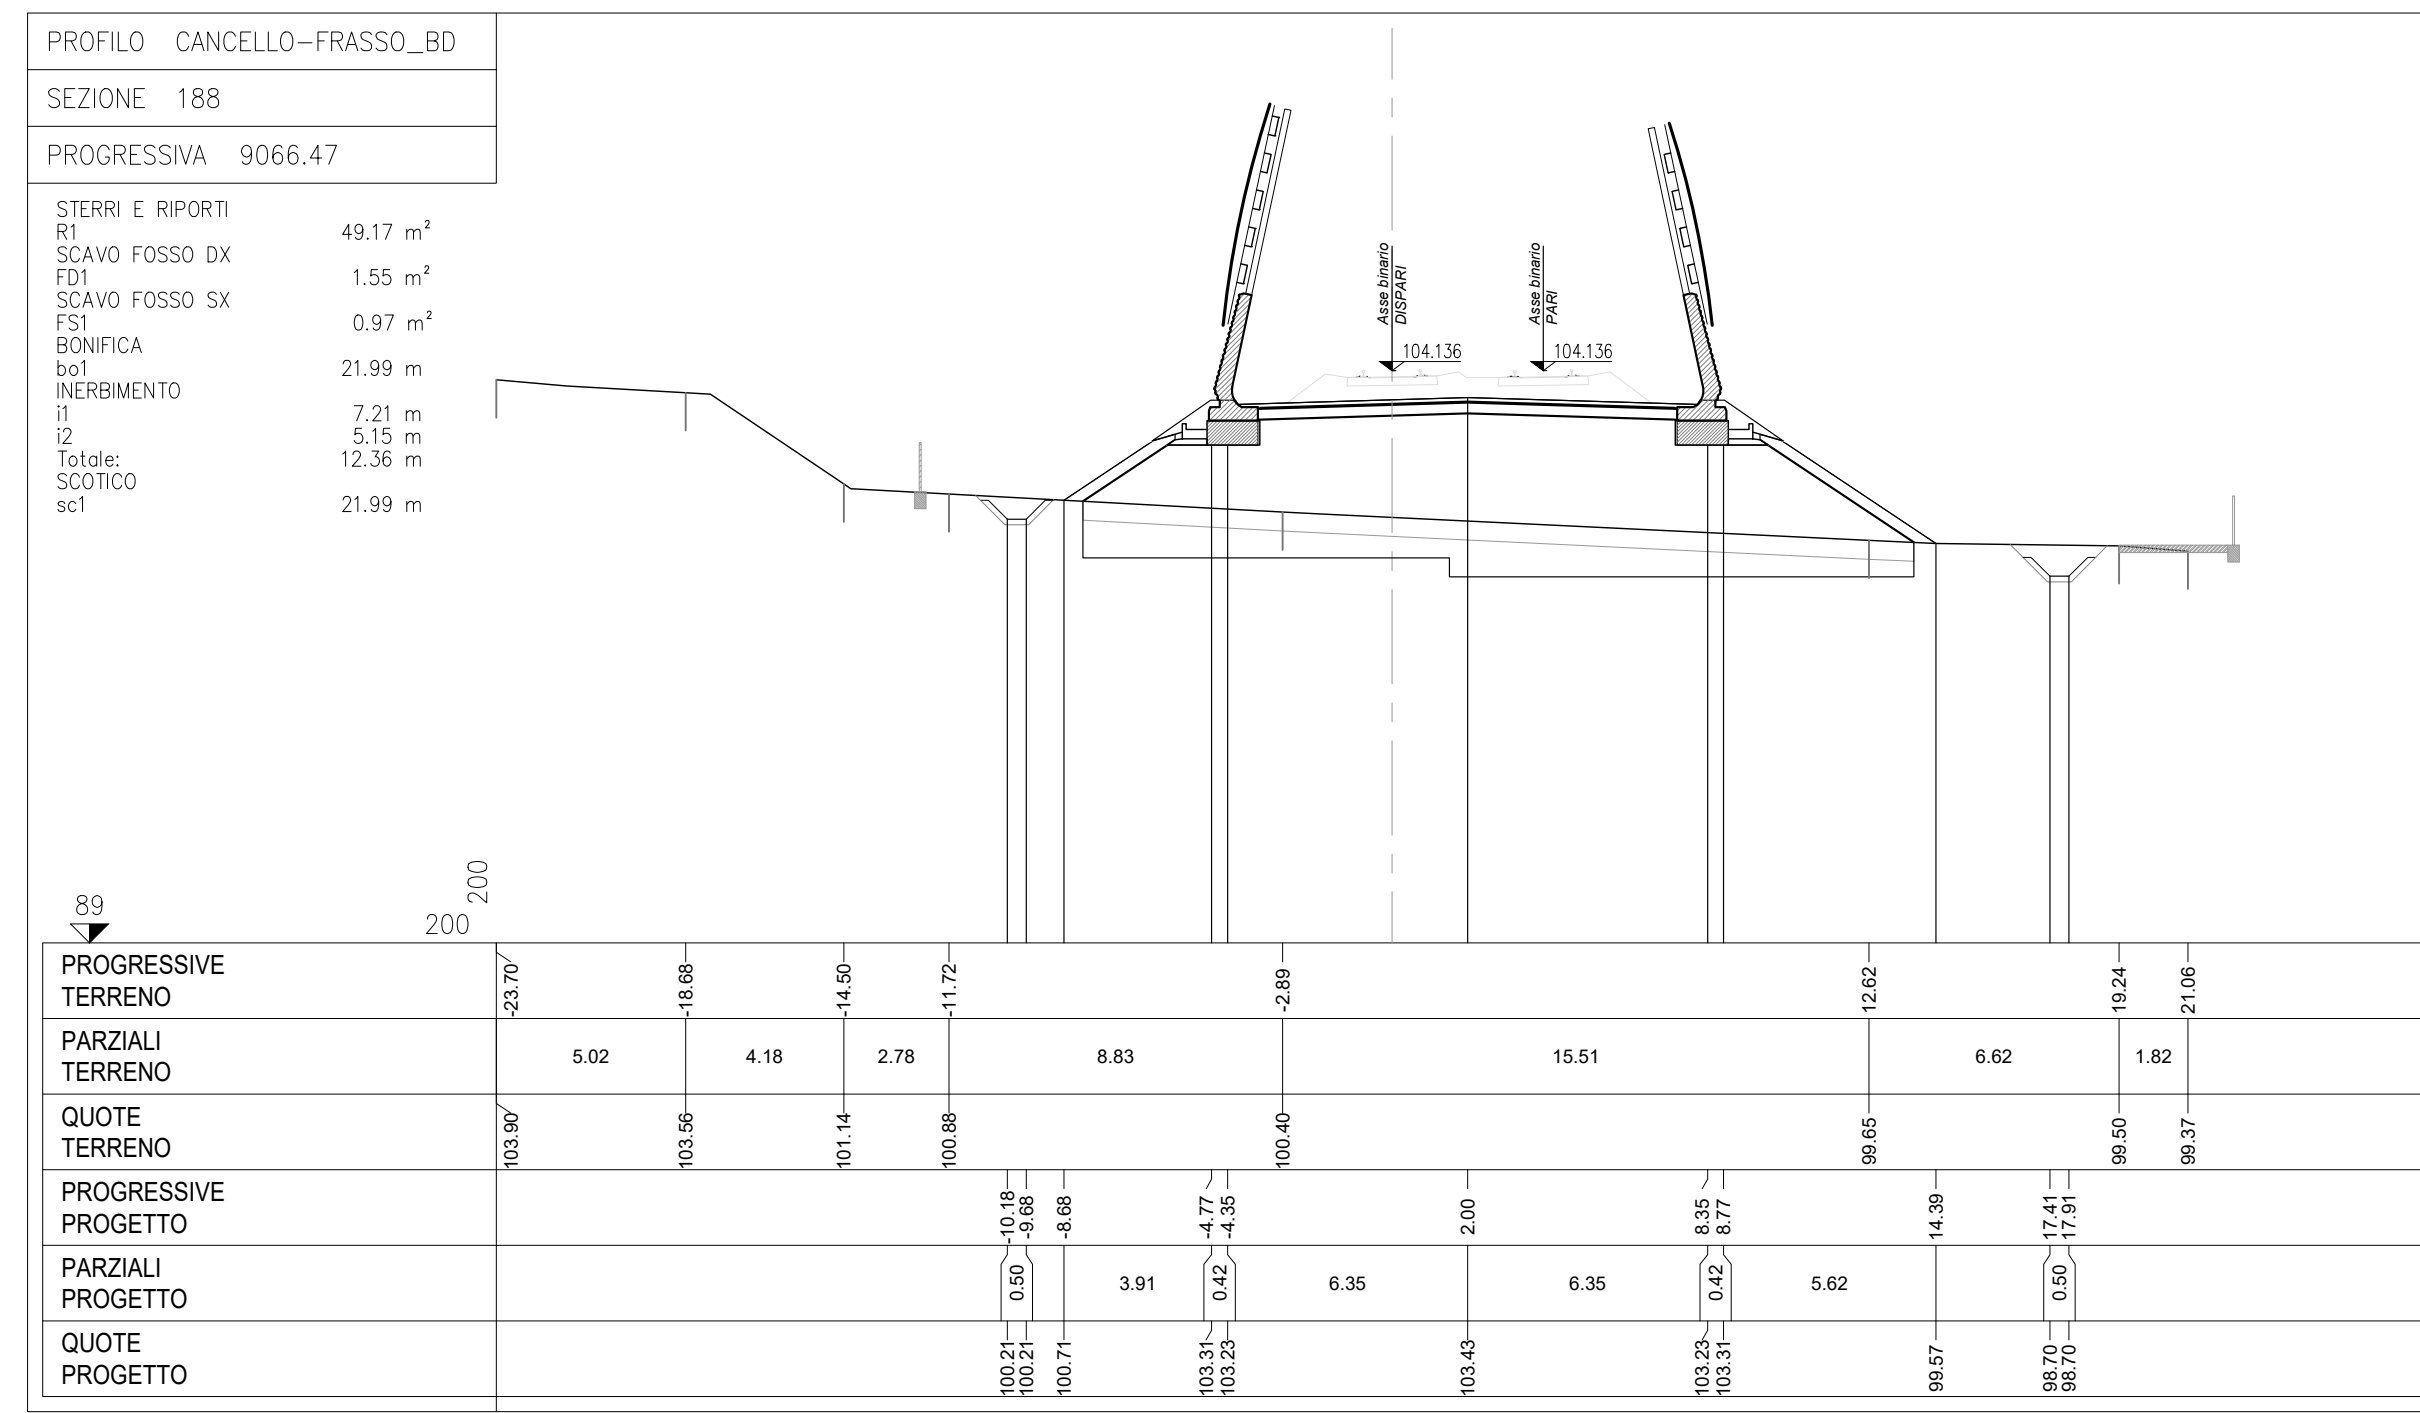 PROFILO CANCELLO-FRASSO_BD
SEZIONE 188
PROGRESSIVA 9066.47
STERRI E RIPORTI
R1 49.17 m²
SCAVO FOSSO DX
FD1 1.55 m²
SCAVO FOSSO SX
FS1 0.97 m²
BONIFICA
bo1 21.99 m
INERBIMENTO
i1 7.21 m
i2 5.15 m
Totale: 12.36 m
SCOTICO
sc1 21.99 m
Asse binario
DISPARI
104.136
Asse binario
PARI
104.136
89
200
200
PROGRESSIVE
TERRENO
-23.70 -18.68 -14.50 -11.72 -2.89 12.62 19.24 21.06
PARZIALI
TERRENO
5.02 4.18 2.78 8.83 15.51 6.62 1.82
QUOTE
TERRENO
103.90 103.56 101.14 100.88 100.40 99.65 99.50 99.37
PROGRESSIVE
PROGETTO
-10.18 -9.68 -8.68 -4.77 -4.35 2.00 8.35 8.77 14.39 17.41 17.91
PARZIALI
PROGETTO
0.50 3.91 0.42 6.35 6.35 0.42 5.62 0.50
QUOTE
PROGETTO
100.21 100.21 100.71 103.31 103.23 103.43 103.23 103.31 99.57 98.70 98.70